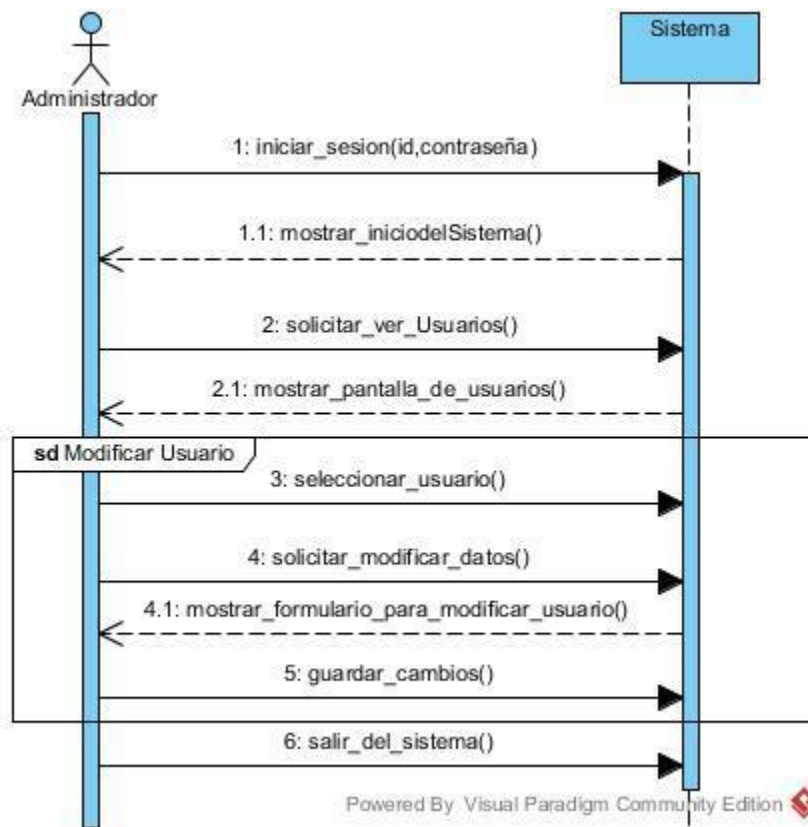 Sistema
Administrador
1: iniciar_sesion(id,contraseña)
1.1: mostrar_iniciodelSistema()
2: solicitar_ver_Usuarios()
2.1: mostrar_pantalla_de_usuarios()
sd Modificar Usuario
3: seleccionar_usuario()
4: solicitar_modificar_datos()
4.1: mostrar_formulario_para_modificar_usuario()
5: guardar_cambios()
6: salir_del_sistema()
Powered By Visual Paradigm Community Edition